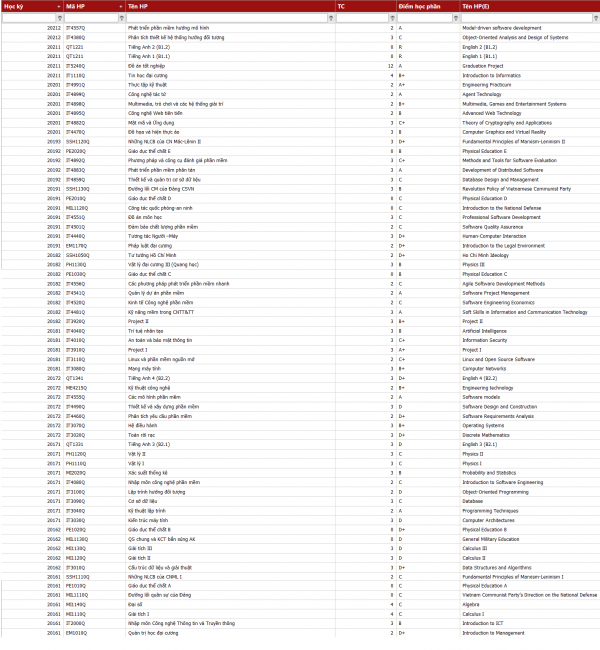 Học kỳ Mã HP Tên HP TC Điểm học phần Tên HP(E)
20212 IT4557Q Phát triển phần mềm hướng mô hình 2 A Model-driven software development
20212 IT4380Q Phân tích thiết kế hệ thống hướng đối tượng 3 C Object-Oriented Analysis and Design of Systems
20211 QT1221 Tiếng Anh 2 (B1.2) 0 R English 2 (B1.2)
20211 QT1211 Tiếng Anh 1 (B1.1) 0 R English 1 (B1.1)
20211 IT5240Q Đồ án tốt nghiệp 12 A Graduation Project
20211 IT1110Q Tin học đại cương 4 B+ Introduction to Informatics
20201 IT4991Q Thực tập kỹ thuật 2 A+ Engineering Practicum
20201 IT4899Q Công nghệ tác tử 2 A Agent Technology
20201 IT4898Q Multimedia, trò chơi và các hệ thống giải trí 2 B+ Multimedia, Games and Entertainment Systems
20201 IT4895Q Công nghệ Web tiên tiến 2 B Advanced Web Technology
20201 IT4882Q Mật mã và Ứng dụng 3 C+ Theory of Cryptography and Applications
20201 IT4470Q Đồ họa và hiện thực ảo 3 B Computer Graphics and Virtual Reality
20193 SSH1120Q Những NLCB của CN Mác-Lênin II 3 D+ Fundamental Principles of Marxism-Leninism II
20192 PE2020Q Giáo dục thể chất E 0 B Physical Education E
20192 IT4892Q Phương pháp và công cụ đánh giá phần mềm 3 C+ Methods and Tools for Software Evaluation
20192 IT4883Q Phát triển phần mềm phân tán 3 A Development of Distributed Software
20192 IT4859Q Thiết kế và quản trị cơ sở dữ liệu 3 C Database Design and Management
20191 SSH1130Q Đường lối CM của Đảng CSVN 3 B Revolution Policy of Vietnamese Communist Party
20191 PE2010Q Giáo dục thể chất D 0 C Physical Education D
20191 MIL1120Q Công tác quốc phòng-an ninh 0 C Introduction to the National Defense
20191 IT4551Q Đồ án môn học 3 C Professional Software Development
20191 IT4501Q Đảm bảo chất lượng phần mềm 2 C Software Quality Assurance
20191 IT4440Q Tương tác Người –Máy 3 D+ Human-Computer Interaction
20191 EM1170Q Pháp luật đại cương 2 D+ Introduction to the Legal Environment
20182 SSH1050Q Tư tưởng Hồ Chí Minh 2 D+ Ho Chi Minh Ideology
20182 PH1130Q Vật lý đại cương III (Quang học) 3 B Physics III
20182 PE1030Q Giáo dục thể chất C 0 B Physical Education C
20182 IT4556Q Các phương pháp phát triển phần mềm nhanh 2 C Agile Software Development Methods
20182 IT4541Q Quản lý dự án phần mềm 2 A Software Project Management
20182 IT4520Q Kinh tế Công nghệ phần mềm 2 C Software Engineering Economics
20182 IT4481Q Kỹ năng mềm trong CNTT&TT 3 A Soft Skills in Information and Communication Technology
20182 IT3920Q Project II 3 B+ Project II
20181 IT4040Q Trí tuệ nhân tạo 3 B Artificial Intelligence
20181 IT4010Q An toàn và bảo mật thông tin 3 C+ Information Security
20181 IT3910Q Project I 3 A+ Project I
20181 IT3110Q Linux và phần mềm nguồn mở 2 C+ Linux and Open Source Software
20181 IT3080Q Mạng máy tính 3 B+ Computer Networks
20172 QT1341 Tiếng Anh 4 (B2.2) 3 D+ English 4 (B2.2)
20172 ME4215Q Kỹ thuật công nghệ 2 B+ Engineering technology
20172 IT4555Q Các mô hình phần mềm 2 A Software models
20172 IT4490Q Thiết kế và xây dựng phần mềm 3 D Software Design and Construction
20172 IT4460Q Phân tích yêu cầu phần mềm 2 D+ Software Requirements Analysis
20172 IT3070Q Hệ điều hành 3 B+ Operating Systems
20172 IT3020Q Toán rời rạc 3 D+ Discrete Mathematics
20171 QT1331 Tiếng Anh 3 (B2.1) 3 D English 3 (B2.1)
20171 PH1120Q Vật lý II 3 C Physics II
20171 PH1110Q Vật lý I 3 C Physics I
20171 MI2020Q Xác suất thống kê 3 B Probability and Statistics
20171 IT4080Q Nhập môn công nghệ phần mềm 2 C Introduction to Software Engineering
20171 IT3100Q Lập trình hướng đối tượng 2 D Object-Oriented Programming
20171 IT3090Q Cơ sở dữ liệu 3 C Database
20171 IT3040Q Kỹ thuật lập trình 2 A Programming Techniques
20171 IT3030Q Kiến trúc máy tính 3 D Computer Architectures
20162 PE1020Q Giáo dục thể chất B 0 D+ Physical Education B
20162 MIL1130Q QS chung và KCT bắn súng AK 0 D General Military Education
20162 MI1130Q Giải tích III 3 D Calculus III
20162 MI1120Q Giải tích II 3 D Calculus II
20162 IT3010Q Cấu trúc dữ liệu và giải thuật 3 D+ Data Structures and Algorithms
20162 SSH1110Q Những NLCB của CNML I 2 C Fundamental Principles of Marxism-Leninism I
20161 PE1010Q Giáo dục thể chất A 0 C Physical Education A
20161 MIL1110Q Đường lối quân sự của Đảng 0 C Vietnam Communist Party's Direction on the National Defense
20161 MI1140Q Đại số 4 C Algebra
20161 MI1110Q Giải tích I 4 C Calculus I
20161 IT2000Q Nhập môn Công nghệ Thông tin và Truyền thông 3 B Introduction to ICT
20161 EM1010Q Quản trị học đại cương 2 D+ Introduction to Management